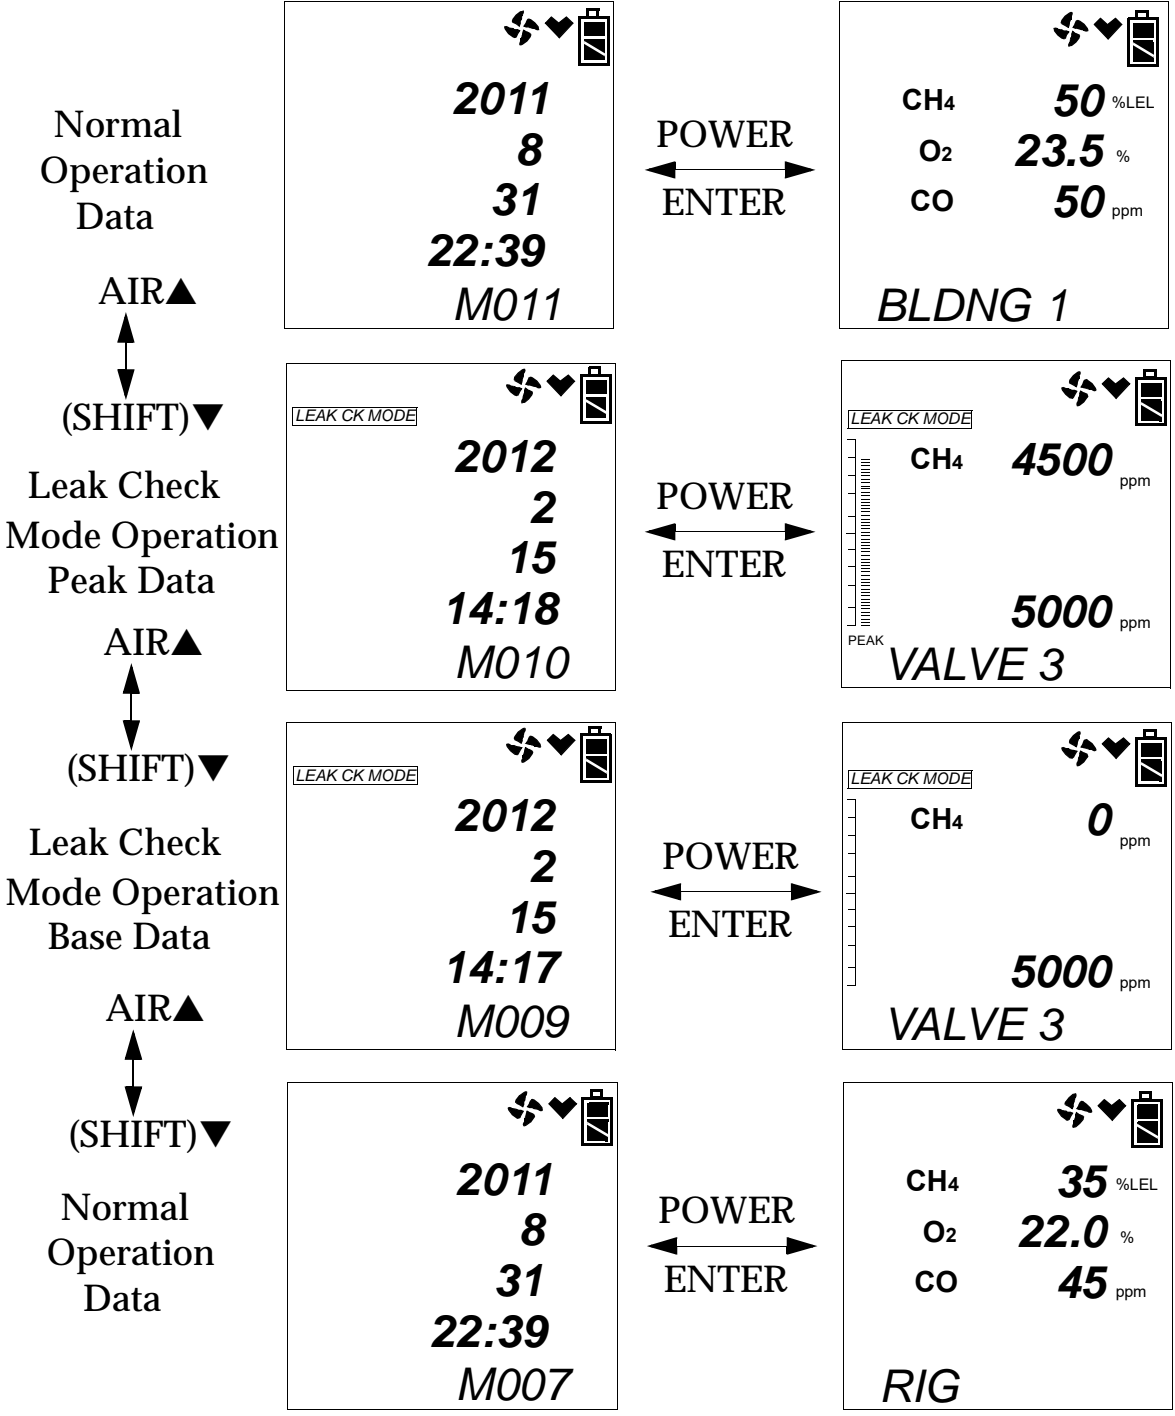 Normal
Operation
Data
2011
8
31
22:39
M011
POWER
ENTER
CH4 50 %LEL
O2 23.5 %
CO 50 ppm
BLDNG 1
AIR▲
(SHIFT)▼
Leak Check
Mode Operation
Peak Data
LEAK CK MODE
2012
2
15
14:18
M010
POWER
ENTER
LEAK CK MODE
CH4 4500 ppm
5000 ppm
PEAK
VALVE 3
AIR▲
(SHIFT)▼
Leak Check
Mode Operation
Base Data
LEAK CK MODE
2012
2
15
14:17
M009
POWER
ENTER
LEAK CK MODE
CH4 0 ppm
5000 ppm
VALVE 3
AIR▲
(SHIFT)▼
Normal
Operation
Data
2011
8
31
22:39
M007
POWER
ENTER
CH4 35 %LEL
O2 22.0 %
CO 45 ppm
RIG